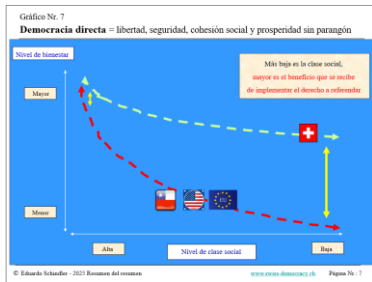 Gráfico Nr. 7
Democracia directa = libertad, seguridad, cohesión social y prosperidad sin parangón
Nivel de bienestar
Más baja es la clase social,
mayor es el beneficio que se recibe
de implementar el derecho a referendar
Mayor
EU
Menor
Alta
Nivel de clase social
Baja
© Eduardo Schindler - 2023 Resumen del resumen
www.swiss-democracy.ch
Página Nr : 7